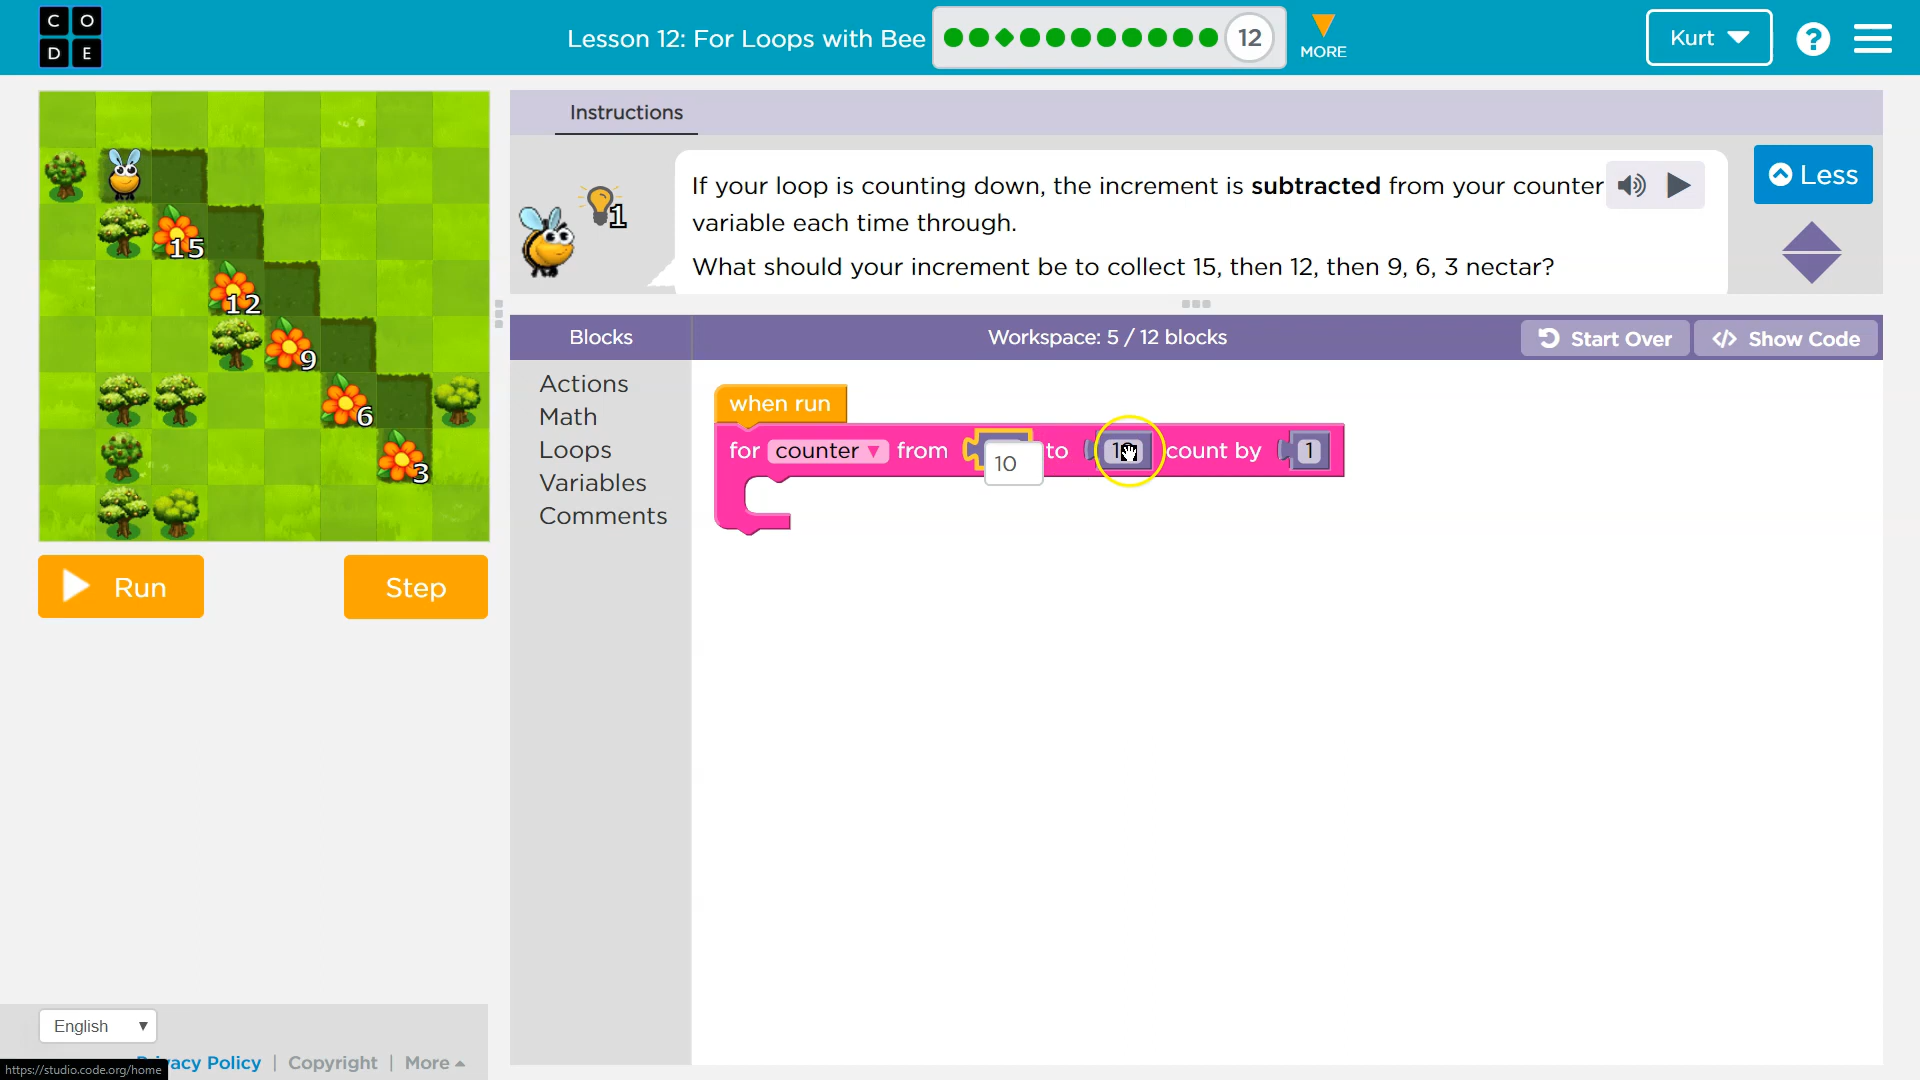 C O
D E
Lesson 12: For Loops with Bee
12
MORE
Kurt
?
Instructions
1
If your loop is counting down, the increment is subtracted from your counter
variable each time through.
What should your increment be to collect 15, then 12, then 9, 6, 3 nectar?
Less
15
12
9
6
3
Run
Step
Blocks
Workspace: 5 / 12 blocks
Start Over
</> Show Code
Actions
Math
Loops
Variables
Comments
when run
for counter from 10 to count by 1
English
acy Policy | Copyright | More
https://studio.code.org/home